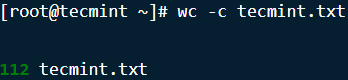 [root@tecmint ~]# wc -c tecmint.txt
112 tecmint.txt